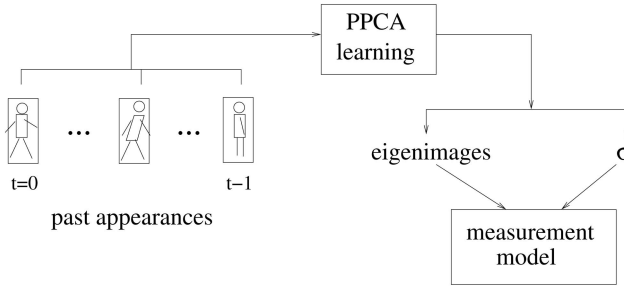 PPCA
learning
... ...
t=0
t−1
past appearances
eigenimages
measurement
model